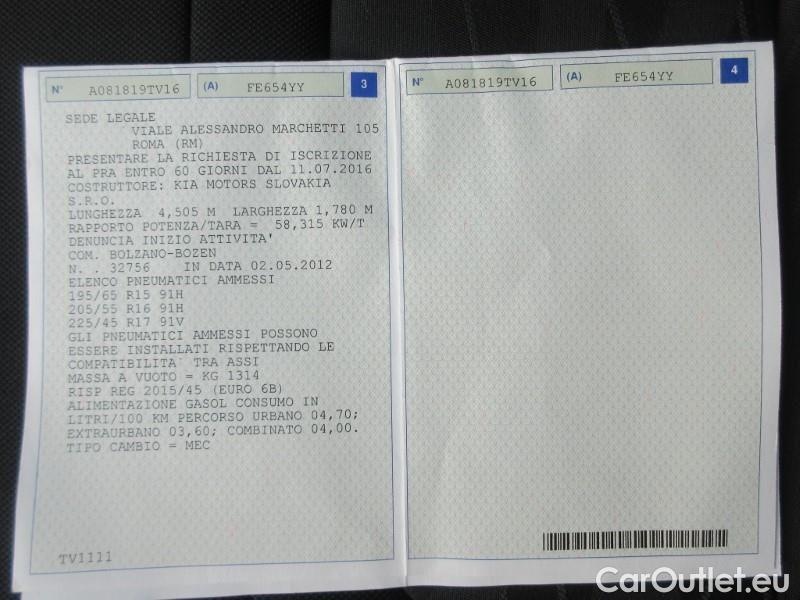 N° A081819TV16 (A) FE654YY 3
SEDE LEGALE
VIALE ALESSANDRO MARCHETTI 105
ROMA (RM)
PRESENTARE LA RICHIESTA DI ISCRIZIONE
AL PRA ENTRO 60 GIORNI DAL 11.07.2016
COSTRUTTORE: KIA MOTORS SLOVAKIA
S.R.O.
LUNGHEZZA 4,505 M LARGHEZZA 1,780 M
RAPPORTO POTENZA/TARA = 58,315 KW/T
DENUNCIA INIZIO ATTIVITA'
COM. BOLZANO-BOZEN
N. . 32756 IN DATA 02.05.2012
ELENCO PNEUMATICI AMMESSI
195/65 R15 91H
205/55 R16 91H
225/45 R17 91V
GLI PNEUMATICI AMMESSI POSSONO
ESSERE INSTALLATI RISPETTANDO LE
COMPATIBILITA` TRA ASSI
MASSA A VUOTO = KG 1314
RISP REG 2015/45 (EURO 6B)
ALIMENTAZIONE GASOL CONSUMO IN
LITRI/100 KM PERCORSO URBANO 04,70;
EXTRAURBANO 03,60; COMBINATO 04,00.
TIPO CAMBIO = MEC
TV1111
N° A081819TV16 (A) FE654YY 4
CarOutlet.eu